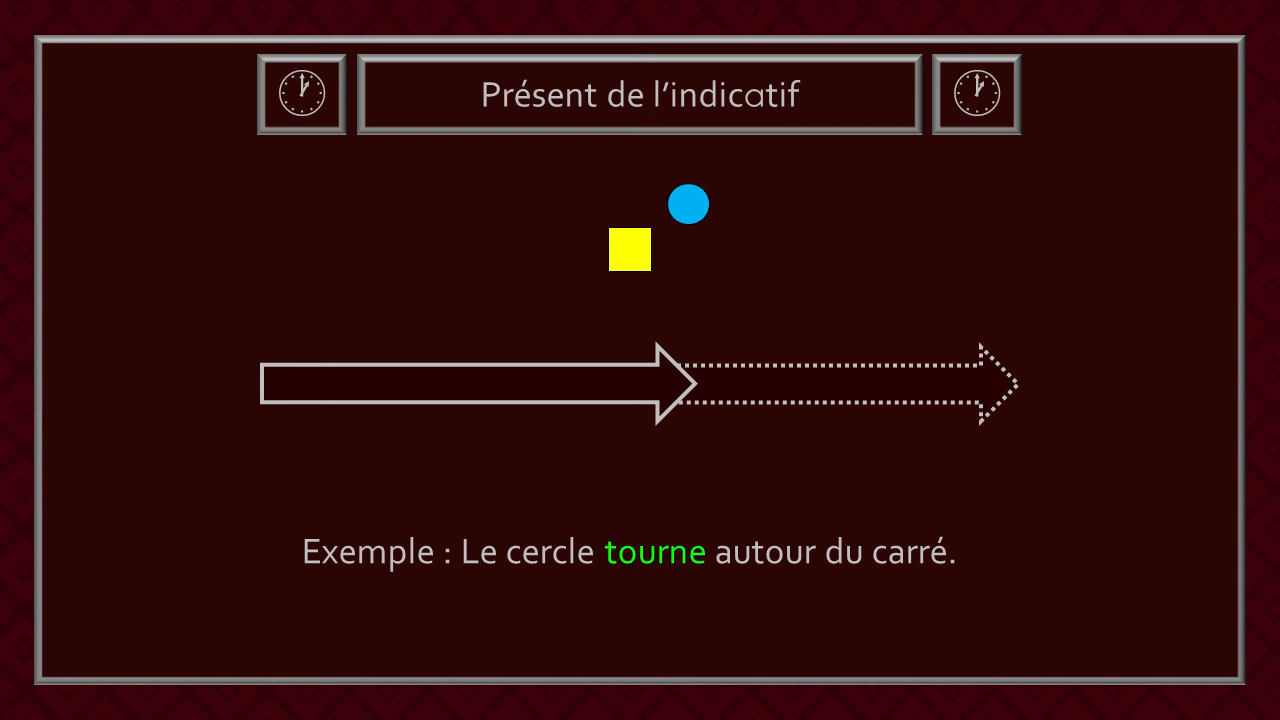 Présent de l’indicatif
Exemple : Le cercle tourne autour du carré.